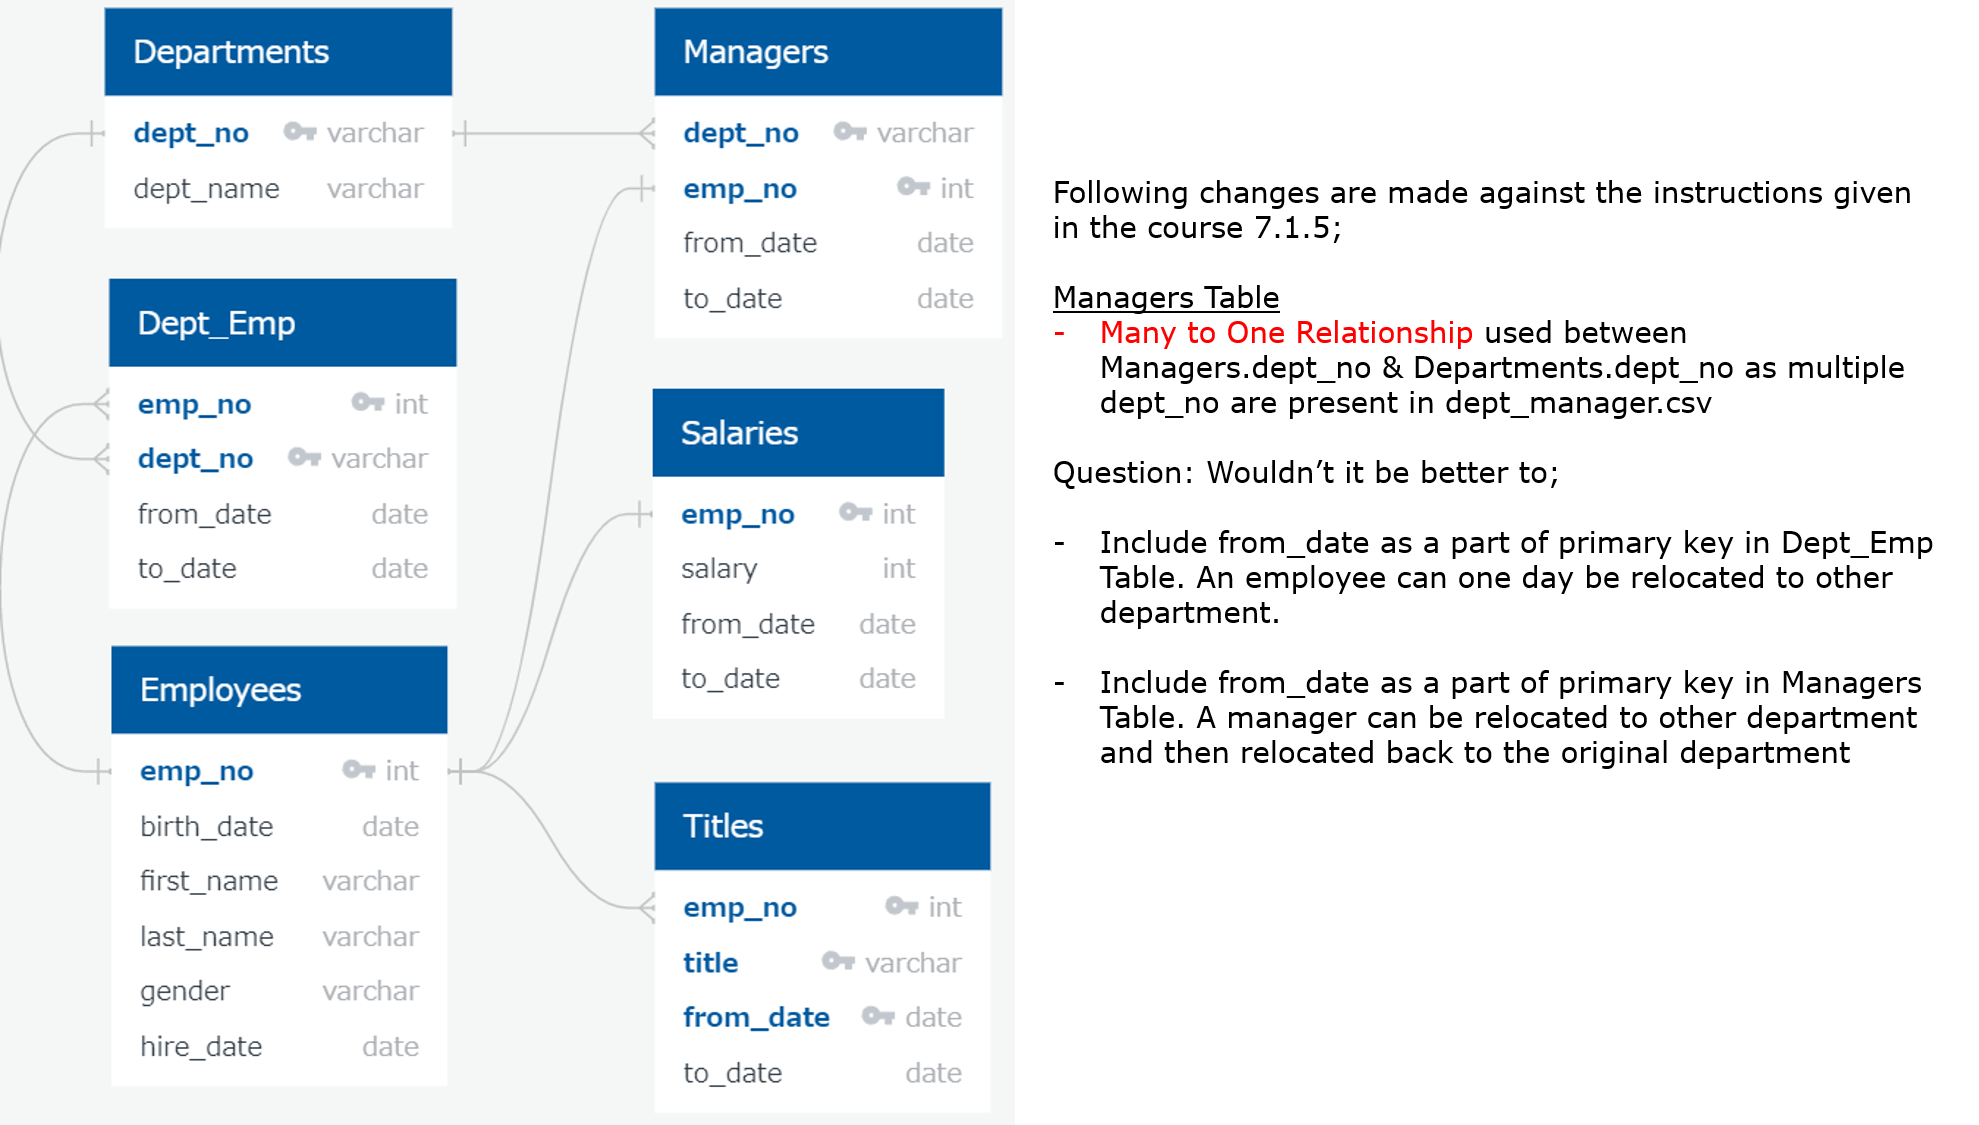 Departments
dept_no varchar
dept_name varchar
Dept_Emp
emp_no int
dept_no varchar
from_date date
to_date date
Employees
emp_no int
birth_date date
first_name varchar
last_name varchar
gender varchar
hire_date date
Managers
dept_no varchar
emp_no int
from_date date
to_date date
Salaries
emp_no int
salary int
from_date date
to_date date
Titles
emp_no int
title varchar
from_date date
to_date date
Following changes are made against the instructions given
in the course 7.1.5;
Managers Table
- Many to One Relationship used between
Managers.dept_no & Departments.dept_no as multiple
dept_no are present in dept_manager.csv
Question: Wouldn’t it be better to;
- Include from_date as a part of primary key in Dept_Emp
Table. An employee can one day be relocated to other
department.
- Include from_date as a part of primary key in Managers
Table. A manager can be relocated to other department
and then relocated back to the original department